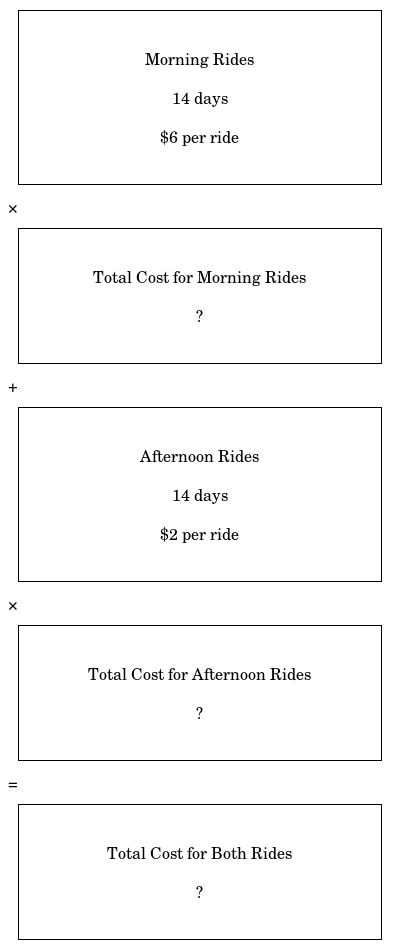 Morning Rides
14 days
$6 per ride
×
Total Cost for Morning Rides
?
+
Afternoon Rides
14 days
$2 per ride
×
Total Cost for Afternoon Rides
?
=
Total Cost for Both Rides
?